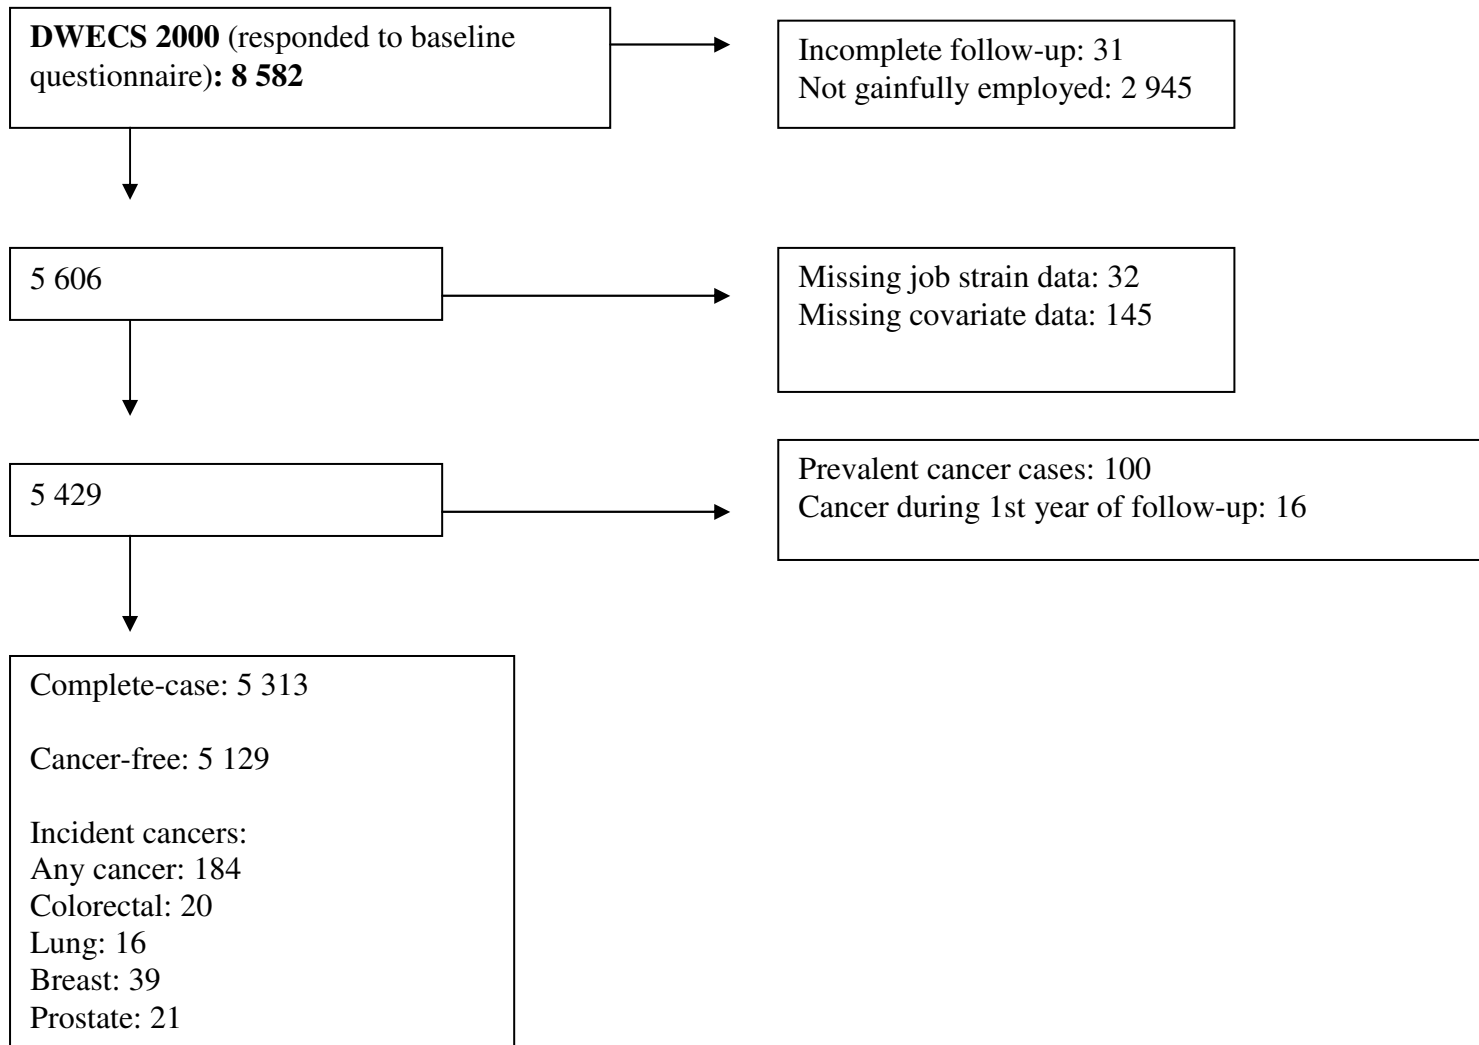 DWECS 2000 (responded to baseline
questionnaire): 8 582
Incomplete follow-up: 31
Not gainfully employed: 2 945
5 606
Missing job strain data: 32
Missing covariate data: 145
5 429
Prevalent cancer cases: 100
Cancer during 1st year of follow-up: 16
Complete-case: 5 313
Cancer-free: 5 129
Incident cancers:
Any cancer: 184
Colorectal: 20
Lung: 16
Breast: 39
Prostate: 21